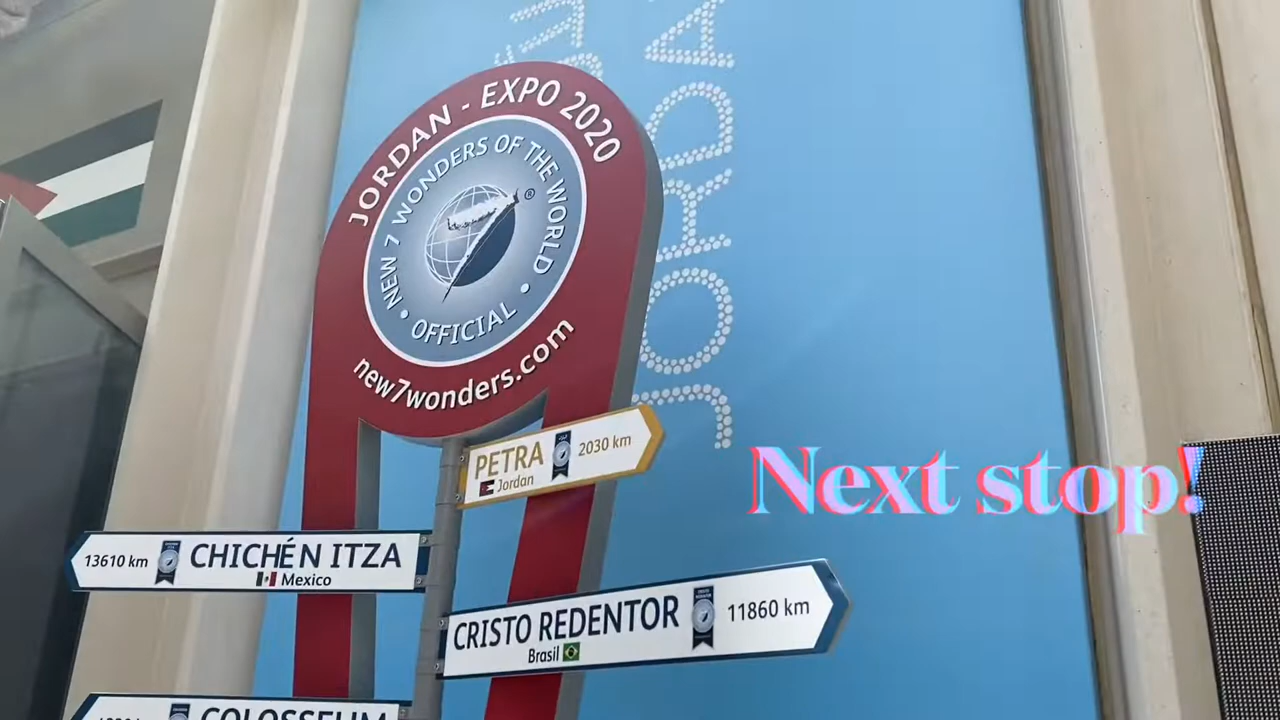 JORDAN - EXPO 2020
NEW 7 WONDERS OF THE WORLD
®
• OFFICIAL •
new7wonders.com
JORDA
PETRA 2030 km
Jordan
Next stop!
13610 km CHICHÉN ITZA
Mexico
CRISTO REDENTOR 11860 km
Brasil
COLOSSEUM